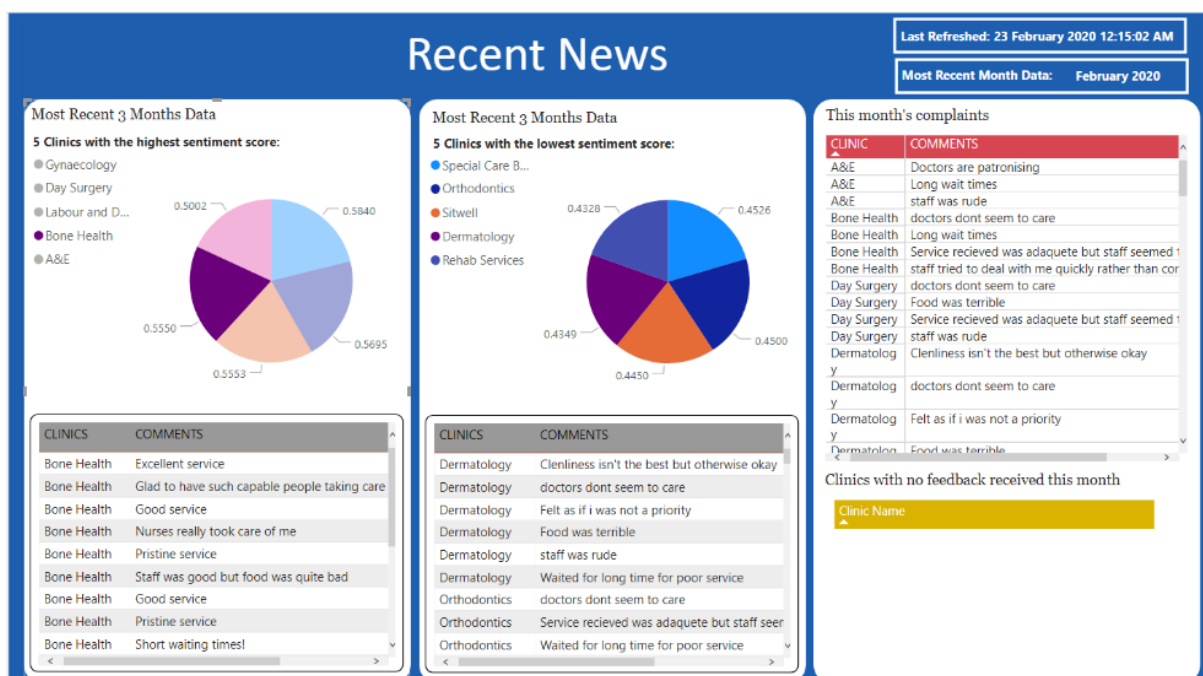 Recent News
Last Refreshed: 23 February 2020 12:15:02 AM
Most Recent Month Data: February 2020
Most Recent 3 Months Data
5 Clinics with the highest sentiment score:
Gynaecology
Day Surgery
Labour and D...
Bone Health
A&E
0.5002
0.5840
0.5550
0.5695
0.5553
CLINICS COMMENTS
Bone Health Excellent service
Bone Health Glad to have such capable people taking care
Bone Health Good service
Bone Health Nurses really took care of me
Bone Health Pristine service
Bone Health Staff was good but food was quite bad
Bone Health Good service
Bone Health Pristine service
Bone Health Short waiting times!
Most Recent 3 Months Data
5 Clinics with the lowest sentiment score:
Special Care B...
Orthodontics
Sitwell
Dermatology
Rehab Services
0.4328
0.4526
0.4349
0.4500
0.4450
CLINICS COMMENTS
Dermatology Clenliness isn't the best but otherwise okay
Dermatology doctors dont seem to care
Dermatology Felt as if i was not a priority
Dermatology Food was terrible
Dermatology staff was rude
Dermatology Waited for long time for poor service
Orthodontics doctors dont seem to care
Orthodontics Service recieved was adaquete but staff seer
Orthodontics Waited for long time for poor service
This month's complaints
CLINIC COMMENTS
A&E Doctors are patronising
A&E Long wait times
A&E staff was rude
Bone Health doctors dont seem to care
Bone Health Long wait times
Bone Health Service recieved was adaquete but staff seemed
Bone Health staff tried to deal with me quickly rather than cor
Day Surgery doctors dont seem to care
Day Surgery Food was terrible
Day Surgery Service recieved was adaquete but staff seemed
Day Surgery staff was rude
Dermatolog Clenliness isn't the best but otherwise okay
y
Dermatolog doctors dont seem to care
y
Dermatolog Felt as if i was not a priority
y
Dermatolog Food was terrible
Clinics with no feedback received this month
Clinic Name